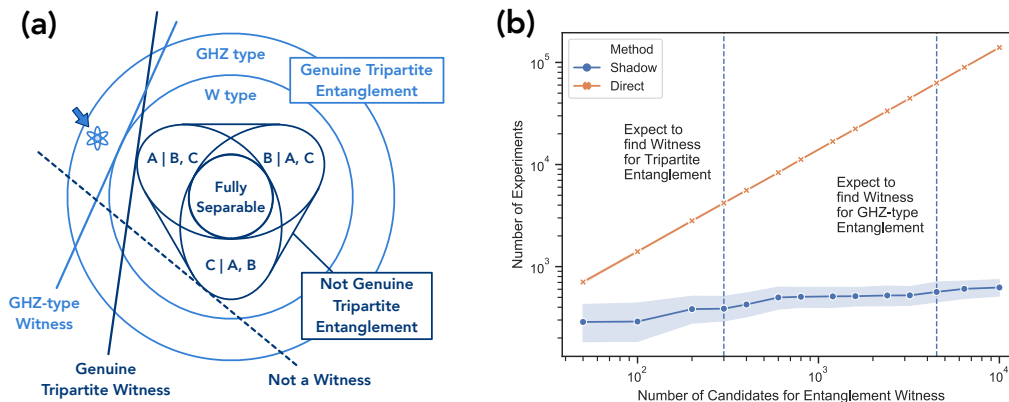 (a)
GHZ type
W type
Genuine Tripartite
Entanglement
A | B, C
B | A, C
Fully
Separable
C | A, B
Not Genuine
Tripartite
Entanglement
GHZ-type
Witness
Genuine
Tripartite Witness
Not a Witness
(b)
Number of Experiments
10^5
10^4
10^3
Method
Shadow
Direct
Expect to
find Witness
for Tripartite
Entanglement
Expect to
find Witness
for GHZ-type
Entanglement
10^2
10^3
10^4
Number of Candidates for Entanglement Witness